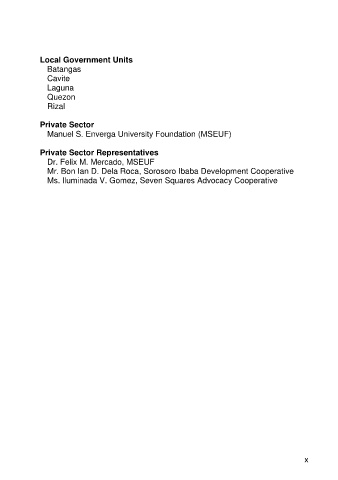 Local Government Units
Batangas
Cavite
Laguna
Quezon
Rizal
Private Sector
Manuel S. Enverga University Foundation (MSEUF)
Private Sector Representatives
Dr. Felix M. Mercado, MSEUF
Mr. Bon Ian D. Dela Roca, Sorosoro Ibaba Development Cooperative
Ms. Iluminada V. Gomez, Seven Squares Advocacy Cooperative
x